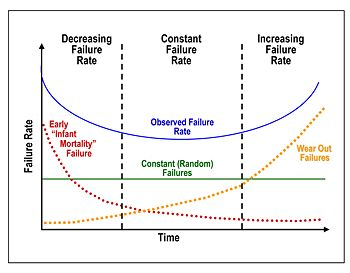 Decreasing
Failure
Rate
Constant
Failure
Rate
Increasing
Failure
Rate
Early
"Infant
Mortality"
Failure
Observed Failure
Rate
Constant (Random)
Failures
Wear Out
Failures
Failure Rate
Time